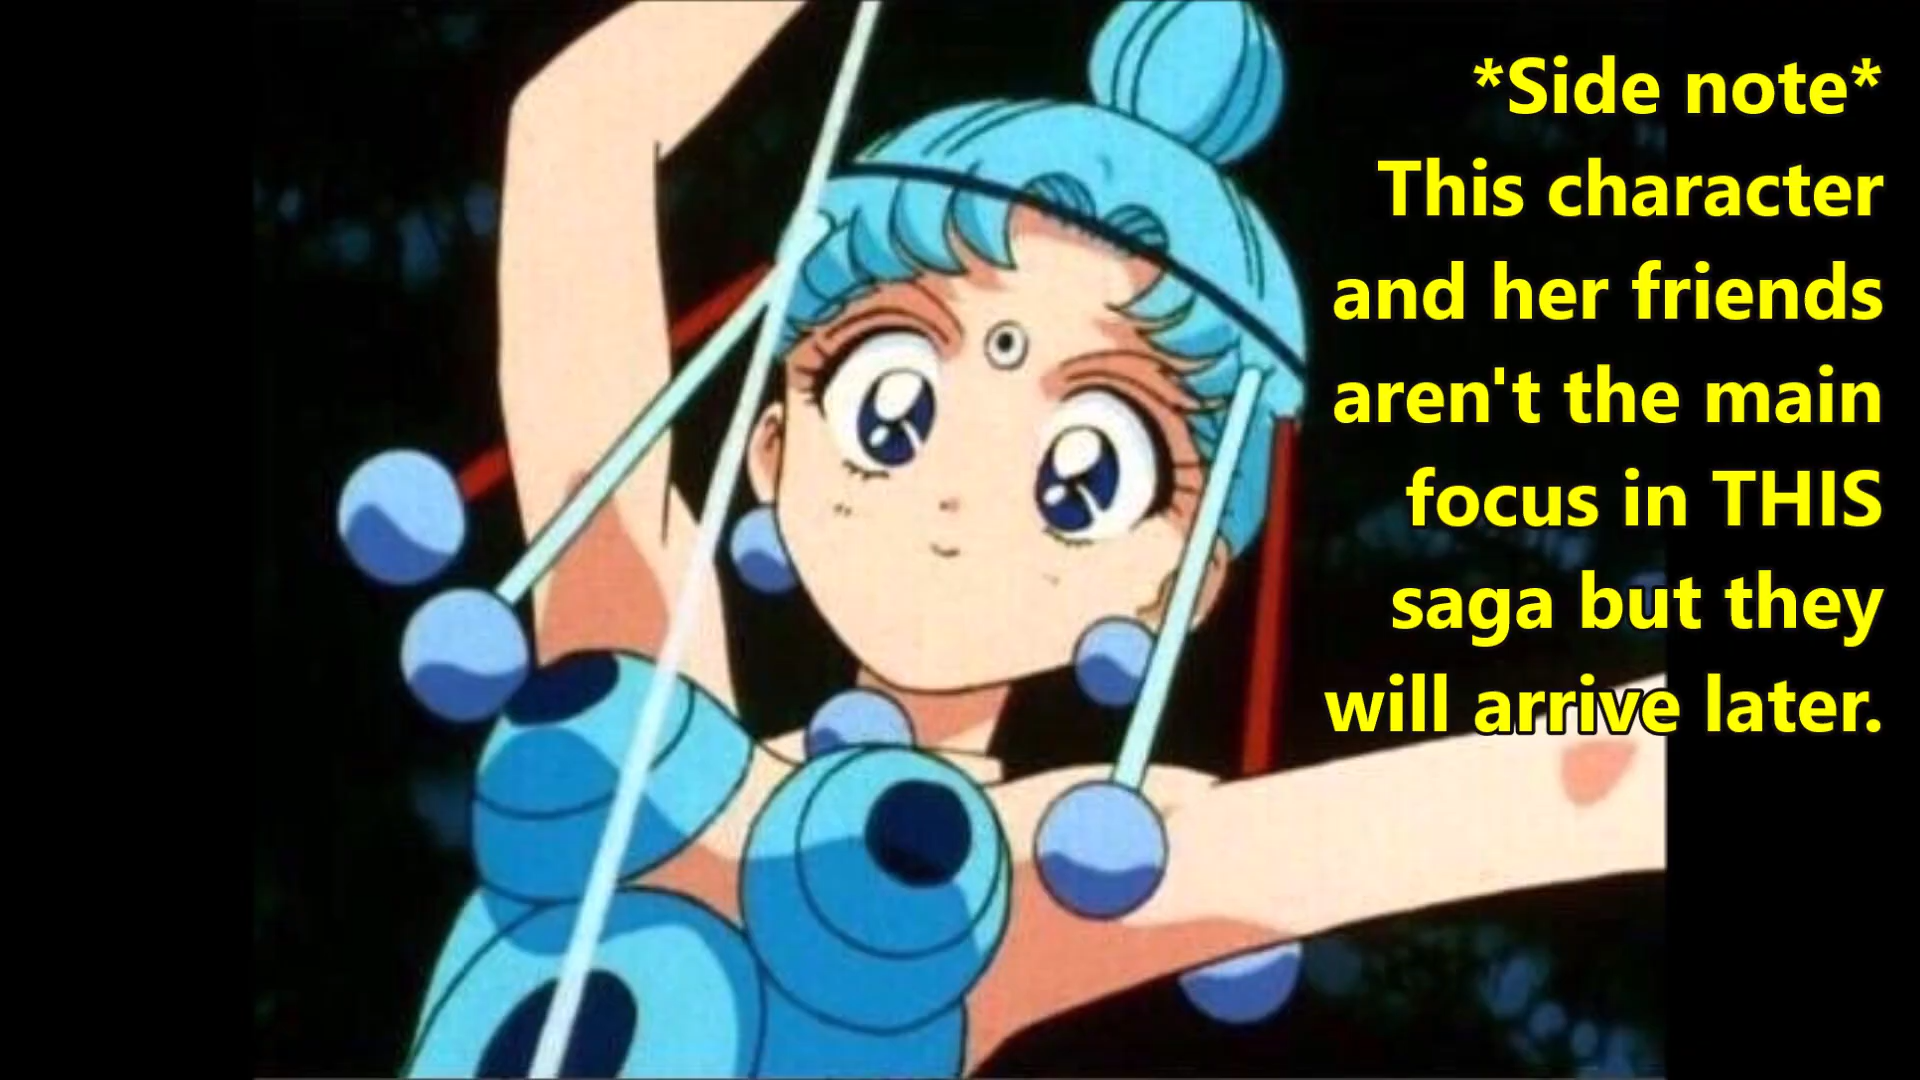 *Side note*
This character
and her friends
aren't the main
focus in THIS
saga but they
will arrive later.